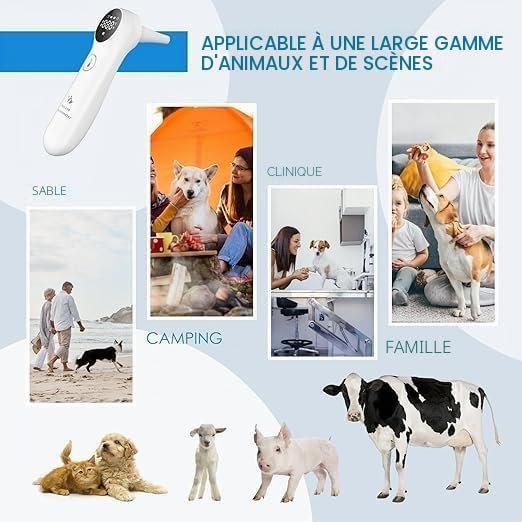 APPLICABLE À UNE LARGE GAMME
D'ANIMAUX ET DE SCÈNES
SABLE
CLINIQUE
CAMPING
FAMILLE